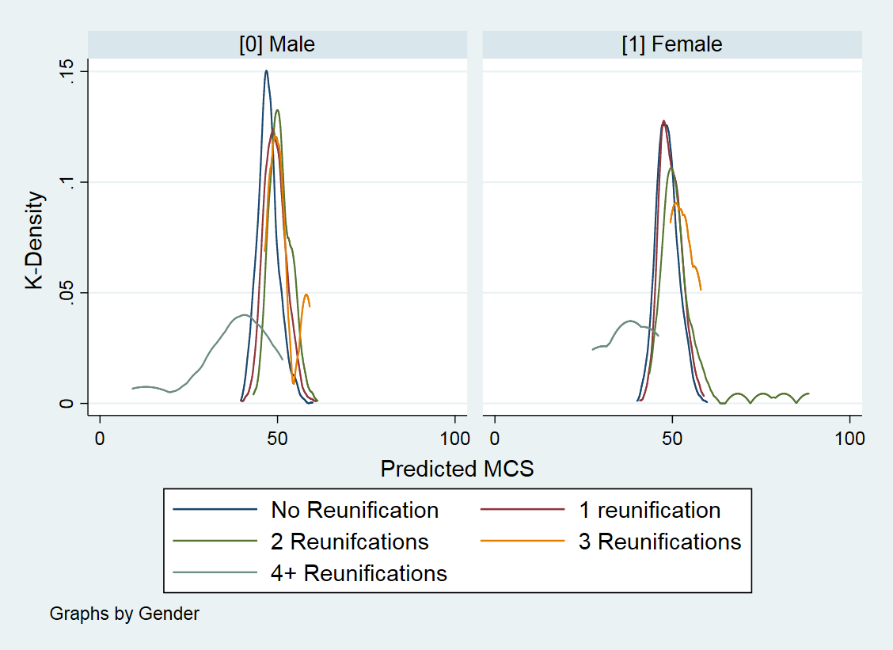 [0] Male
[1] Female
K-Density
.15
.1
.05
0
0 50 100
0 50 100
Predicted MCS
No Reunification
1 reunification
2 Reunifcations
3 Reunifications
4+ Reunifications
Graphs by Gender